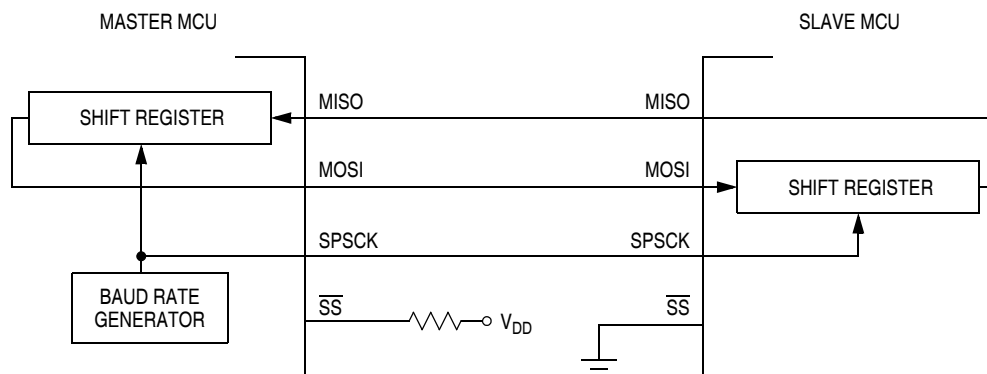 MASTER MCU
SLAVE MCU
SHIFT REGISTER
MISO
MISO
MOSI
MOSI
SHIFT REGISTER
SPSCK
SPSCK
BAUD RATE
GENERATOR
SS
VDD
SS